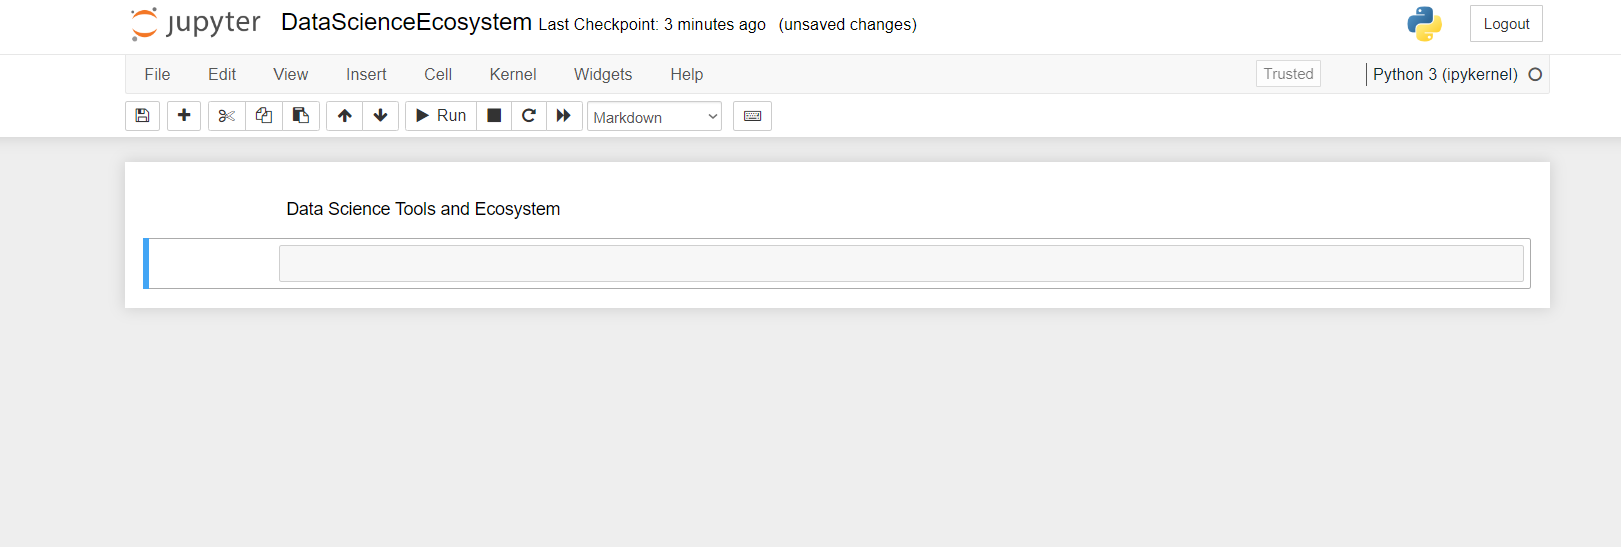 jupyter DataScienceEcosystem Last Checkpoint: 3 minutes ago (unsaved changes) Logout
File Edit View Insert Cell Kernel Widgets Help Trusted Python 3 (ipykernel)
Run Markdown
Data Science Tools and Ecosystem